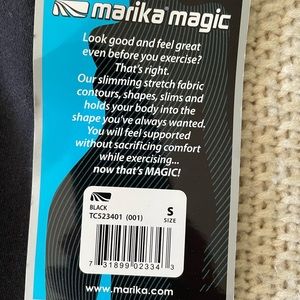 marika magic
Look good and feel great
even before you exercise?
That's right.
Our slimming stretch fabric
contours, shapes, slims and
holds your body into the
shape you've always wanted.
You will feel supported
without sacrificing comfort
while exercising...
now that's MAGIC!
BLACK
TC523401 (001)
S
SIZE
7 31899 02334 3
www.marika.com